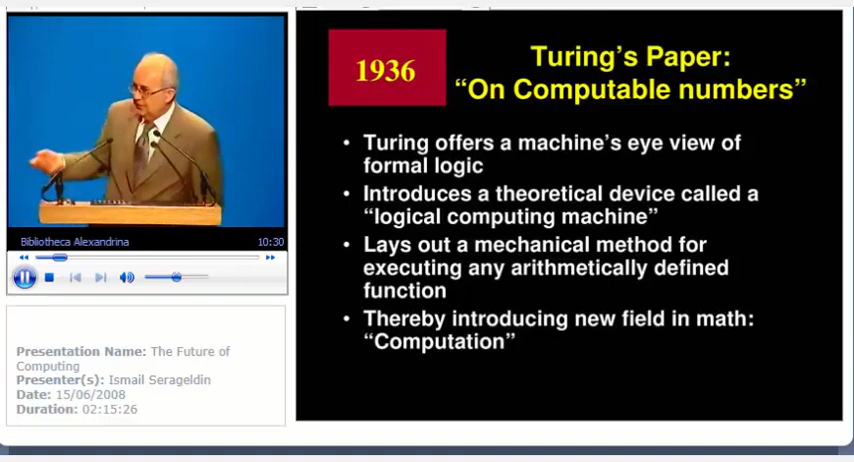 1936
Turing's Paper:
“On Computable numbers”
• Turing offers a machine's eye view of
formal logic
• Introduces a theoretical device called a
“logical computing machine”
• Lays out a mechanical method for
executing any arithmetically defined
function
• Thereby introducing new field in math:
“Computation”
Bibliotheca Alexandrina 10:30
Presentation Name: The Future of
Computing
Presenter(s): Ismail Serageldin
Date: 15/06/2008
Duration: 02:15:26